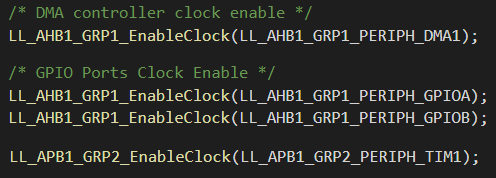 /* DMA controller clock enable */
LL_AHB1_GRP1_EnableClock(LL_AHB1_GRP1_PERIPH_DMA1);
/* GPIO Ports Clock Enable */
LL_AHB1_GRP1_EnableClock(LL_AHB1_GRP1_PERIPH_GPIOA);
LL_AHB1_GRP1_EnableClock(LL_AHB1_GRP1_PERIPH_GPIOB);
LL_APB1_GRP2_EnableClock(LL_APB1_GRP2_PERIPH_TIM1);